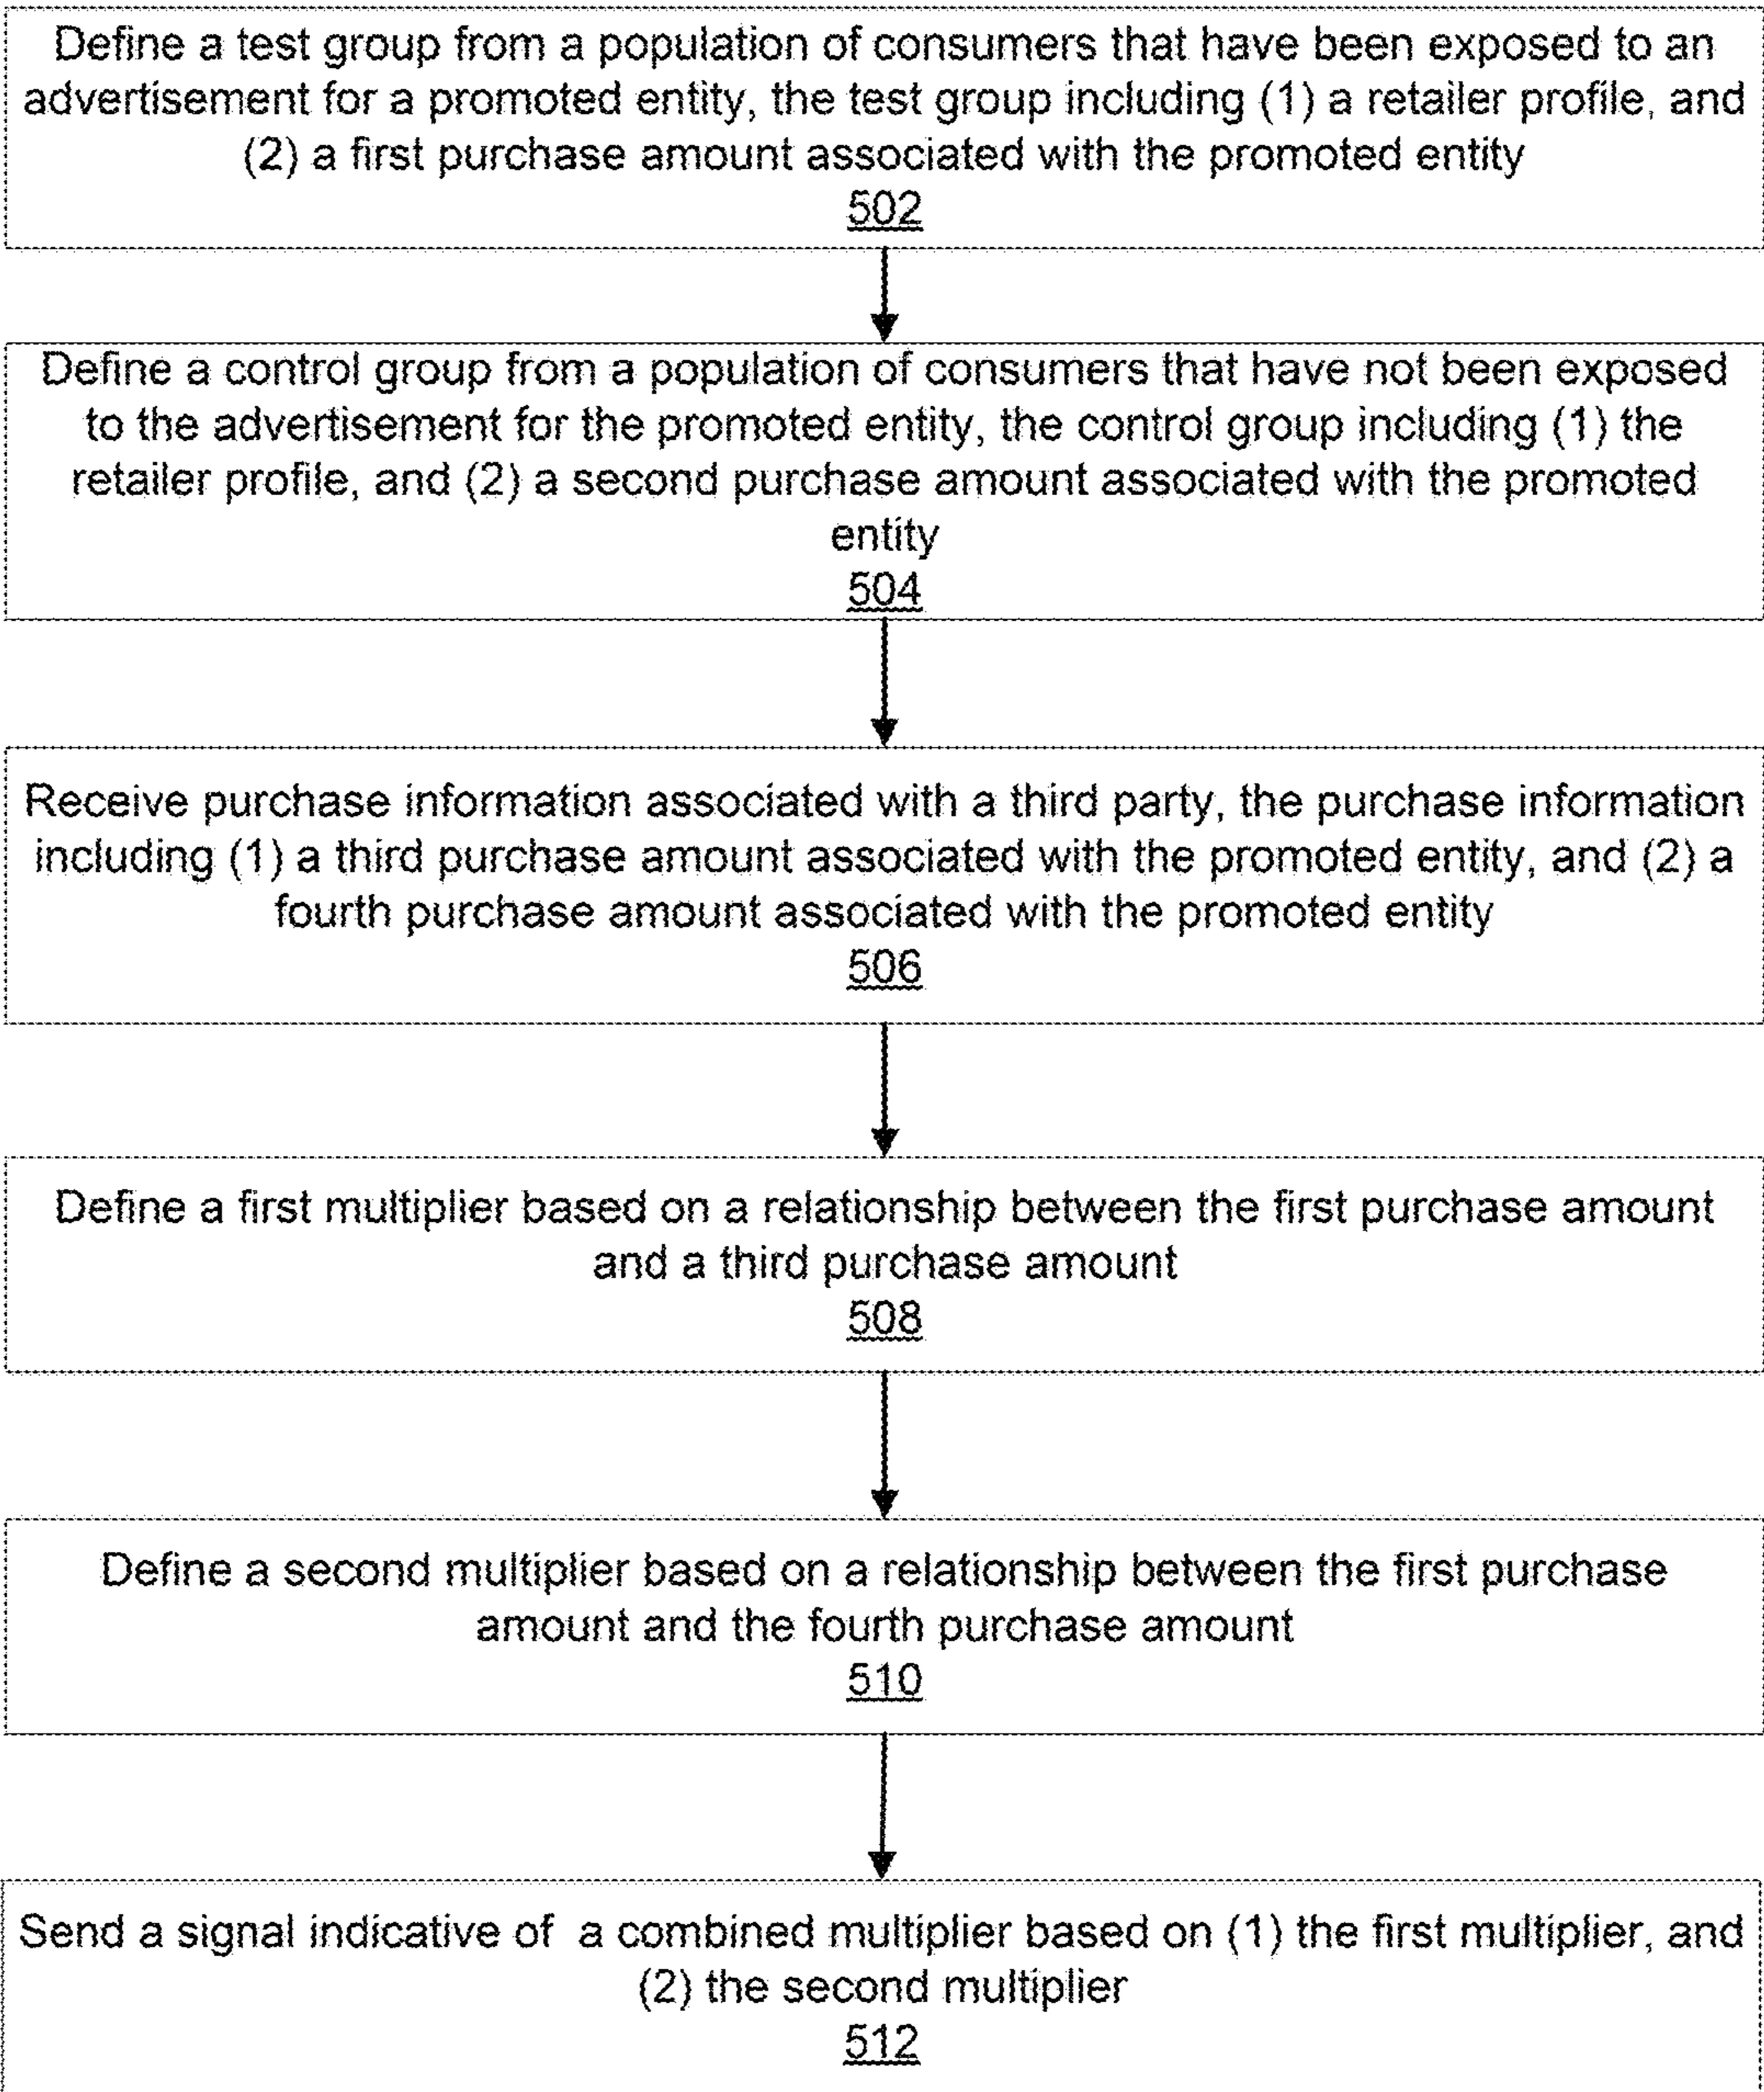 Define a test group from a population of consumers that have been exposed to an
advertisement for a promoted entity, the test group including (1) a retailer profile, and
(2) a first purchase amount associated with the promoted entity
502
Define a control group from a population of consumers that have not been exposed
to the advertisement for the promoted entity, the control group including (1) the
retailer profile, and (2) a second purchase amount associated with the promoted
entity
504
Receive purchase information associated with a third party, the purchase information
including (1) a third purchase amount associated with the promoted entity, and (2) a
fourth purchase amount associated with the promoted entity
506
Define a first multiplier based on a relationship between the first purchase amount
and a third purchase amount
508
Define a second multiplier based on a relationship between the first purchase
amount and the fourth purchase amount
510
Send a signal indicative of a combined multiplier based on (1) the first multiplier, and
(2) the second multiplier
512